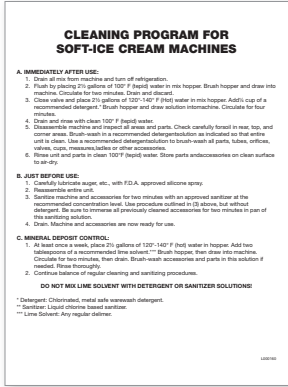 CLEANING PROGRAM FOR
SOFT-ICE CREAM MACHINES
A. IMMEDIATELY AFTER USE:
1. Drain all mix from machine and turn off refrigeration.
2. Flush by placing 2½ gallons of 100° F (tepid) water in mix hopper. Brush hopper and draw into
machine. Circulate for two minutes. Drain and discard.
3. Close valve and place 2½ gallons of 120°-140° F (Hot) water in mix hopper. Add¼ cup of a
recommended detergent.* Brush hopper and draw solution intomachine. Circulate for four
minutes.
4. Drain and rinse with clean 100° F (tepid) water.
5. Disassemble machine and inspect all areas and parts. Check carefully forsoil in rear, top, and
corner areas. Brush-wash in a recommended detergentsolution as indicated so that entire
unit is clean. Use a recommended detergentsolution to brush-wash all parts, tubes, orifices,
valves, cups, measures,ladles or other accessories.
6. Rinse unit and parts in clean 100°F (tepid) water. Store parts andaccessories on clean surface
to air-dry.
B. JUST BEFORE USE:
1. Carefully lubricate auger, etc., with F.D.A. approved silicone spray.
2. Reassemble entire unit.
3. Sanitize machine and accessories for two minutes with an approved sanitizer at the
recommended concentration level. Use procedure outlined in (3) above, but without
detergent. Be sure to immerse all previously cleaned accessories for two minutes in pan of
this sanitizing solution.
4. Drain. Machine and accessories are now ready for use.
C. MINERAL DEPOSIT CONTROL:
1. At least once a week, place 2½ gallons of 120°-140° F (hot) water in hopper. Add two
tablespoons of a recommended lime solvent.*** Brush hopper, then draw into machine.
Circulate for two minutes, then drain. Brush-wash accessories and parts in this solution if
needed. Rinse thoroughly.
2. Continue balance of regular cleaning and sanitizing procedures.
DO NOT MIX LIME SOLVENT WITH DETERGENT OR SANITIZER SOLUTIONS!
* Detergent: Chlorinated, metal safe warewash detergent.
** Sanitizer: Liquid chlorine based sanitizer.
*** Lime Solvent: Any regular delimer.